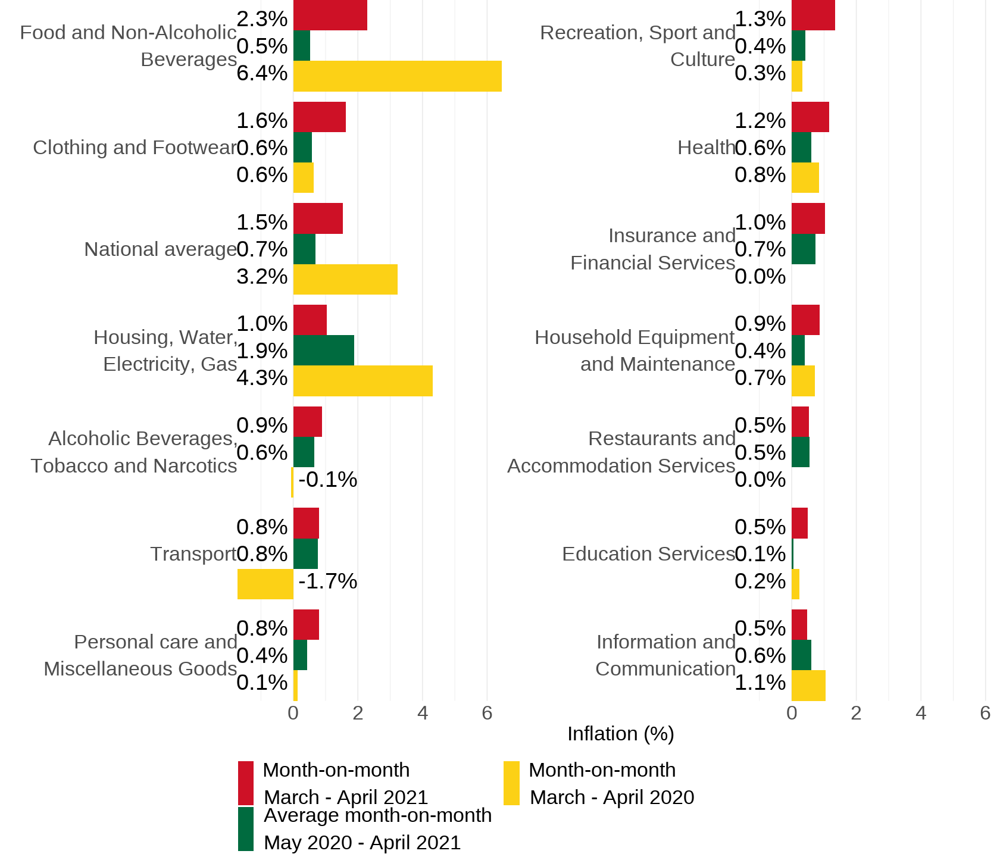 Food and Non-Alcoholic
Beverages
2.3%
0.5%
6.4%
Clothing and Footwear
1.6%
0.6%
0.6%
National average
1.5%
0.7%
3.2%
Housing, Water,
Electricity, Gas
1.0%
1.9%
4.3%
Alcoholic Beverages,
Tobacco and Narcotics
0.9%
0.6%
-0.1%
Transport
0.8%
0.8%
-1.7%
Personal care and
Miscellaneous Goods
0.8%
0.4%
0.1%
0 2 4 6
Recreation, Sport and
Culture
1.3%
0.4%
0.3%
Health
1.2%
0.6%
0.8%
Insurance and
Financial Services
1.0%
0.7%
0.0%
Household Equipment
and Maintenance
0.9%
0.4%
0.7%
Restaurants and
Accommodation Services
0.5%
0.5%
0.0%
Education Services
0.5%
0.1%
0.2%
Information and
Communication
0.5%
0.6%
1.1%
0 2 4 6
Inflation (%)
Month-on-month
March - April 2021
Average month-on-month
May 2020 - April 2021
Month-on-month
March - April 2020